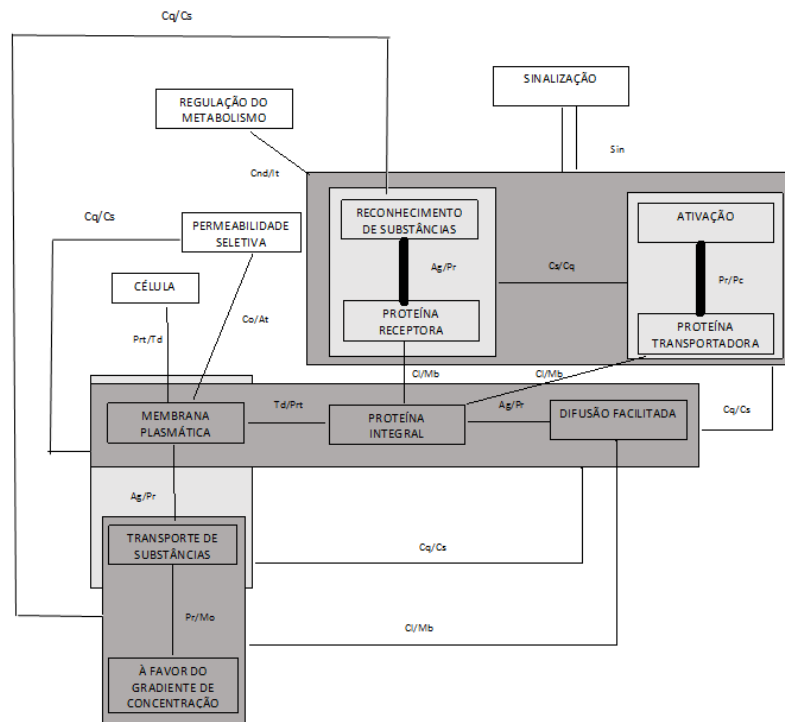 Cq/Cs
SINALIZAÇÃO
REGULAÇÃO DO
METABOLISMO
Sin
Cnd/It
Cq/Cs
PERMEABILIDADE
SELETIVA
RECONHECIMENTO
DE SUBSTÂNCIAS
ATIVAÇÃO
Ag/Pr
Cs/Cq
Pr/Pc
CÉLULA
Co/At
PROTEÍNA
RECEPTORA
PROTEÍNA
TRANSPORTADORA
Prt/Td
Cl/Mb
Cl/Mb
MEMBRANA
PLASMÁTICA
Td/Prt
PROTEÍNA
INTEGRAL
Ag/Pr
DIFUSÃO FACILITADA
Cq/Cs
Ag/Pr
TRANSPORTE DE
SUBSTÂNCIAS
Cq/Cs
Pr/Mo
Cl/Mb
À FAVOR DO
GRADIENTE DE
CONCENTRAÇÃO